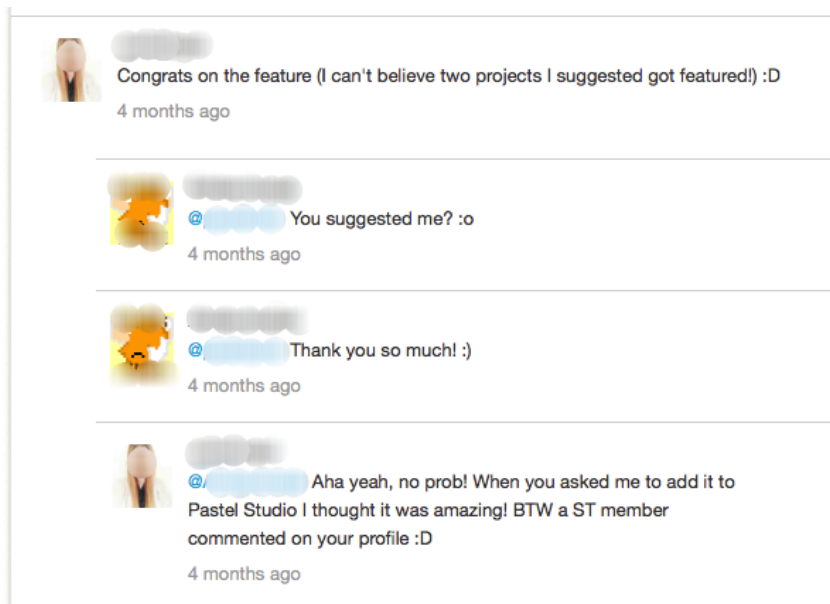 Congrats on the feature (I can't believe two projects I suggested got featured!) :D
4 months ago
@ You suggested me? :o
4 months ago
@ Thank you so much! :)
4 months ago
@ Aha yeah, no prob! When you asked me to add it to
Pastel Studio I thought it was amazing! BTW a ST member
commented on your profile :D
4 months ago